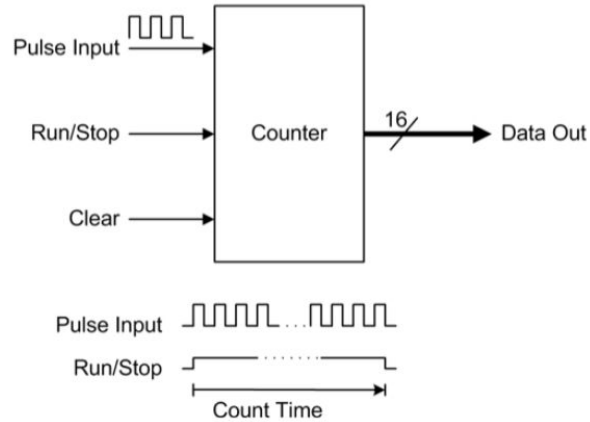 Pulse Input
16
Run/Stop
Counter
Data Out
Clear
Pulse Input
Run/Stop
Count Time